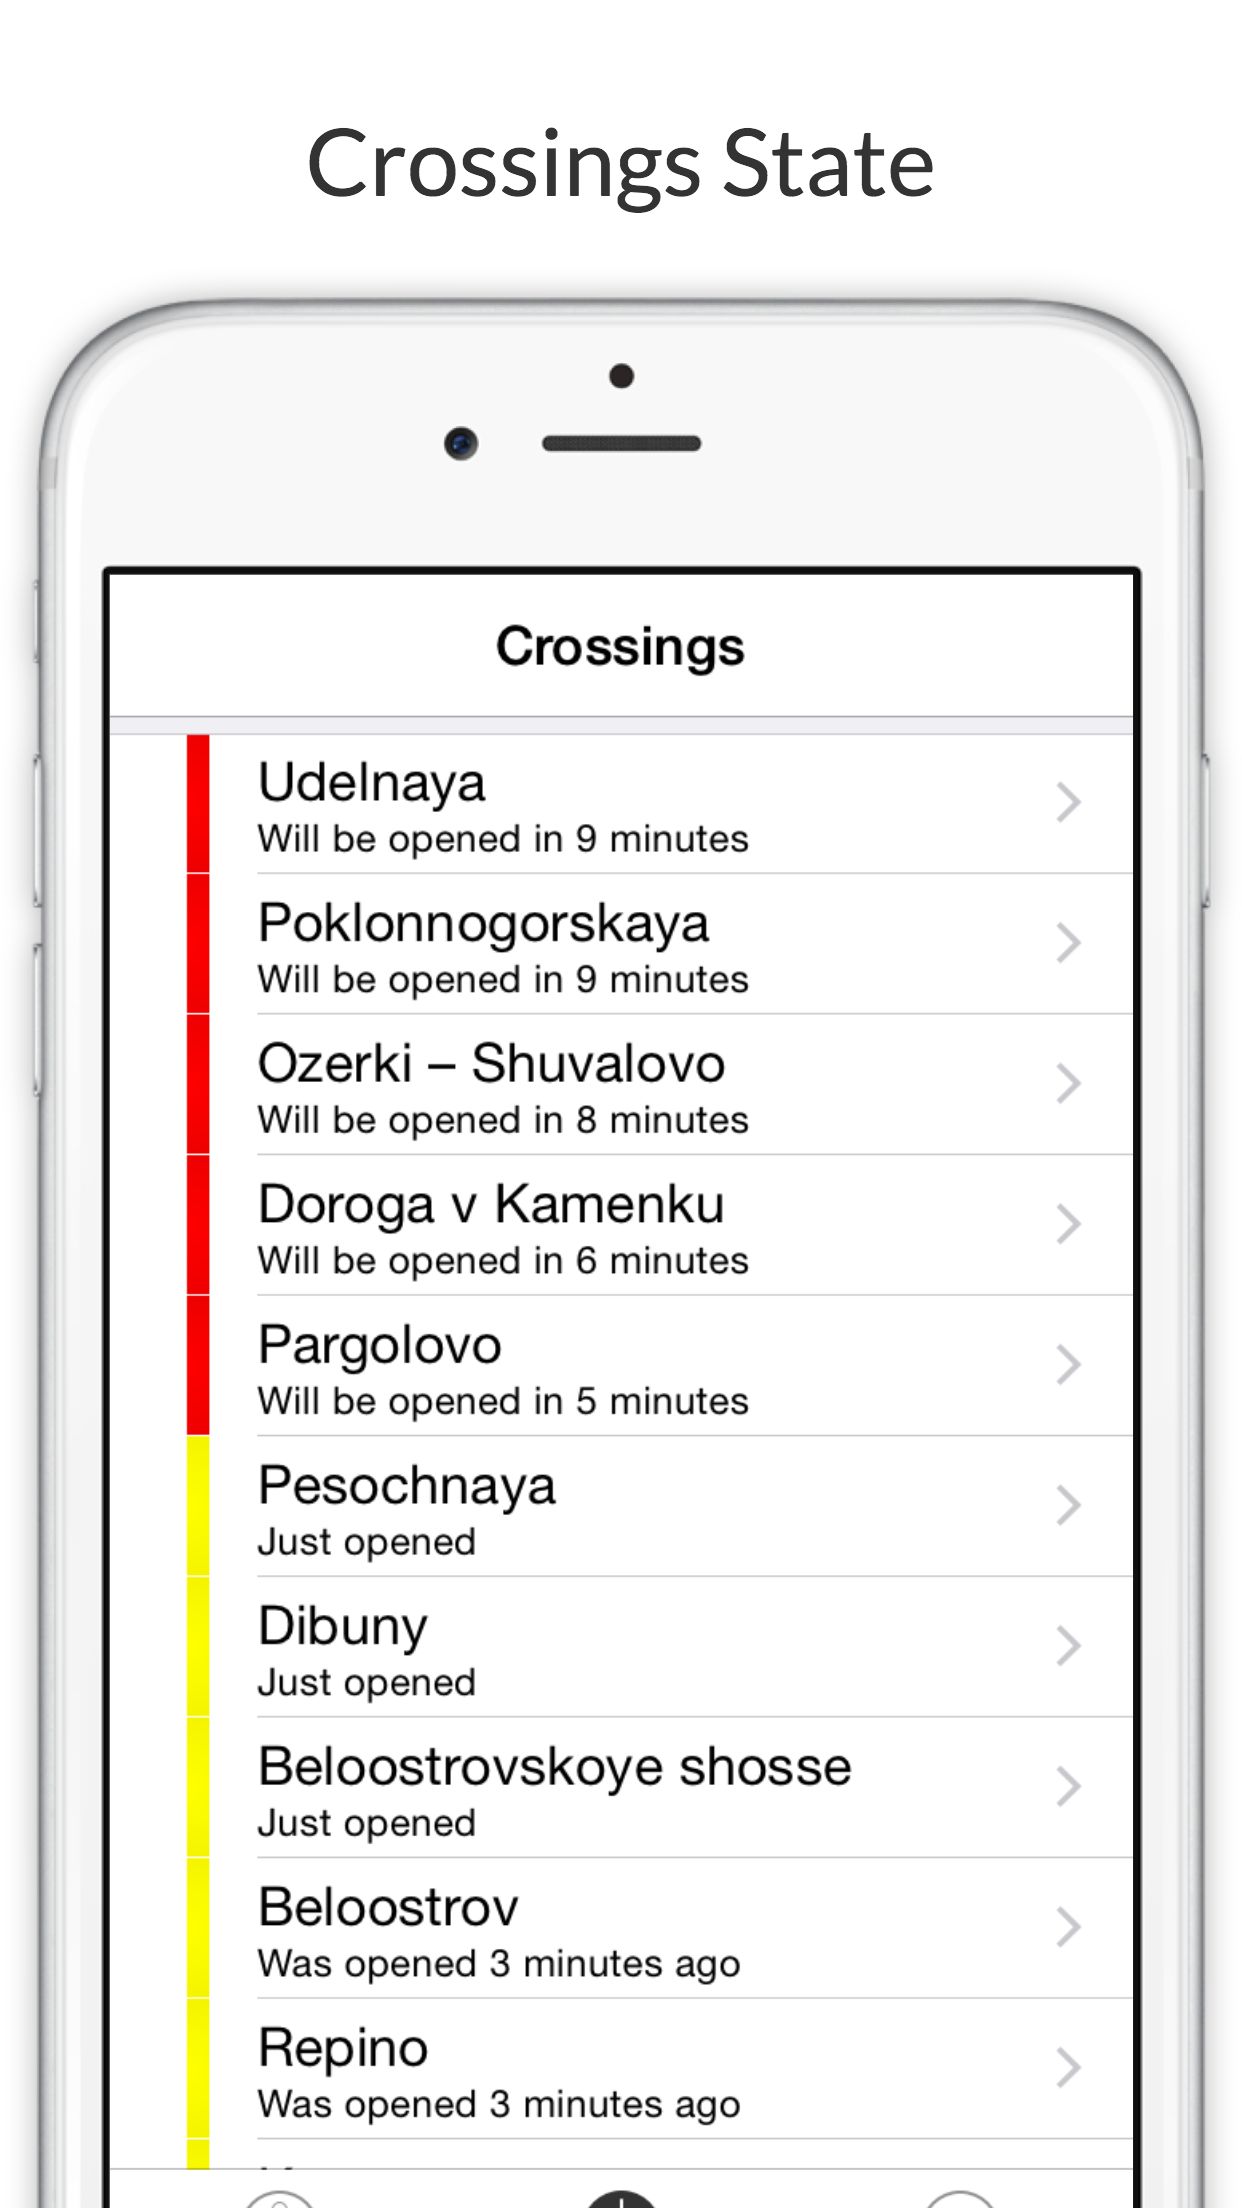 Crossings State
Crossings
Udelnaya
Will be opened in 9 minutes
Poklonnogorskaya
Will be opened in 9 minutes
Ozerki – Shuvalovo
Will be opened in 8 minutes
Doroga v Kamenku
Will be opened in 6 minutes
Pargolovo
Will be opened in 5 minutes
Pesochnaya
Just opened
Dibuny
Just opened
Beloostrovskoye shosse
Just opened
Beloostrov
Was opened 3 minutes ago
Repino
Was opened 3 minutes ago